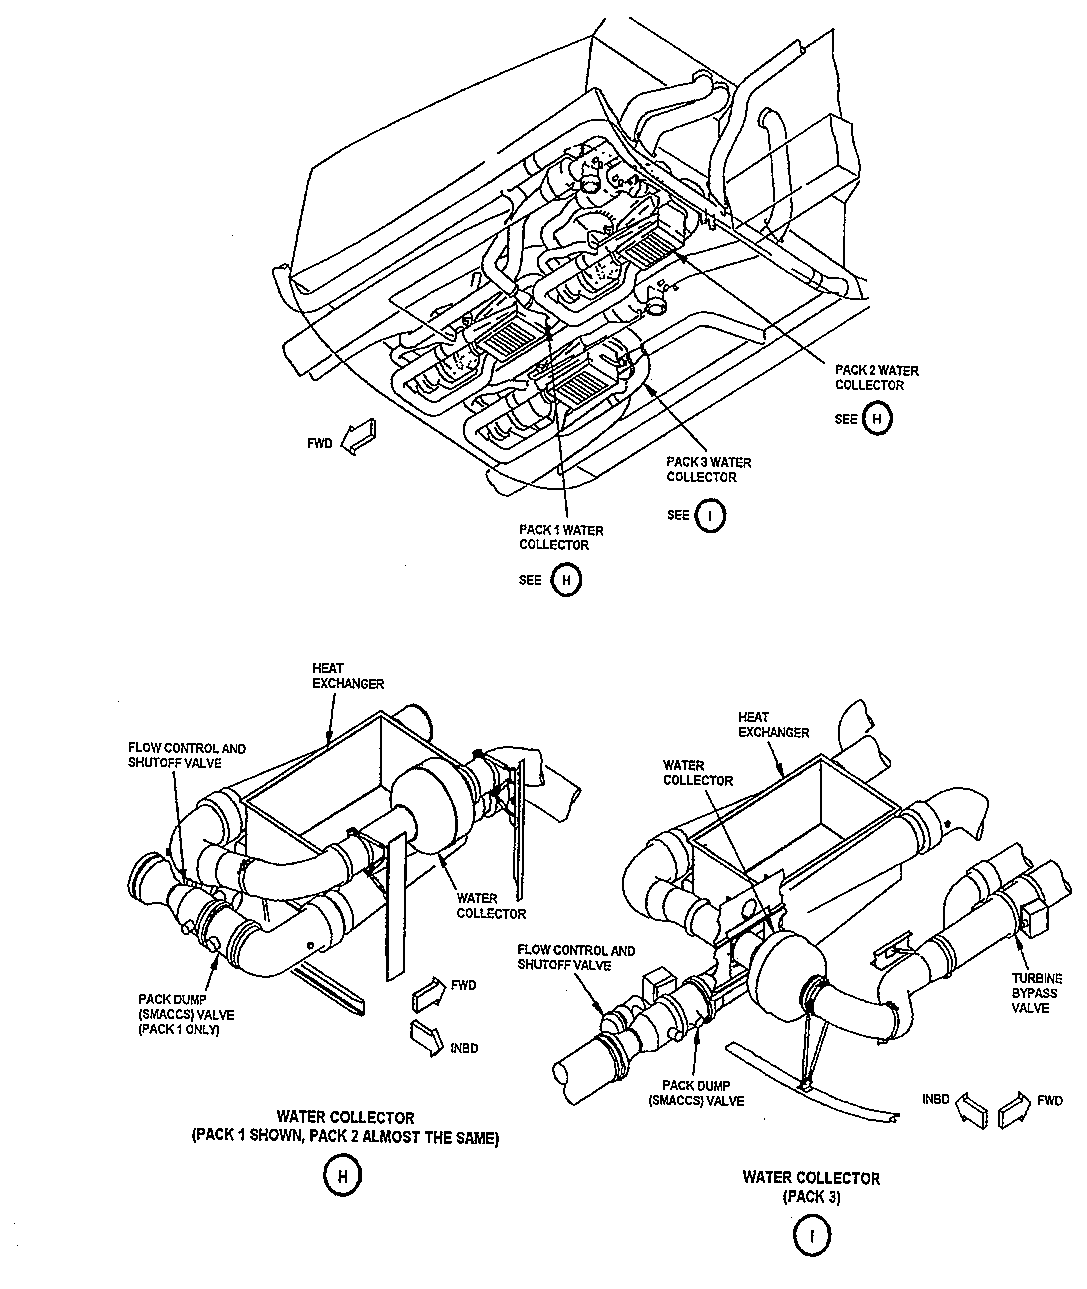 PACK 2 WATER
COLLECTOR
SEE H
FWD
PACK 3 WATER
COLLECTOR
SEE I
PACK 1 WATER
COLLECTOR
SEE H
HEAT
EXCHANGER
FLOW CONTROL AND
SHUTOFF VALVE
WATER
COLLECTOR
PACK DUMP
(SMACCS) VALVE
(PACK 1 ONLY)
FWD
INBD
WATER COLLECTOR
(PACK 1 SHOWN, PACK 2 ALMOST THE SAME)
H
HEAT
EXCHANGER
WATER
COLLECTOR
FLOW CONTROL AND
SHUTOFF VALVE
TURBINE
BYPASS
VALVE
PACK DUMP
(SMACCS) VALVE
INBD
FWD
WATER COLLECTOR
(PACK 3)
I